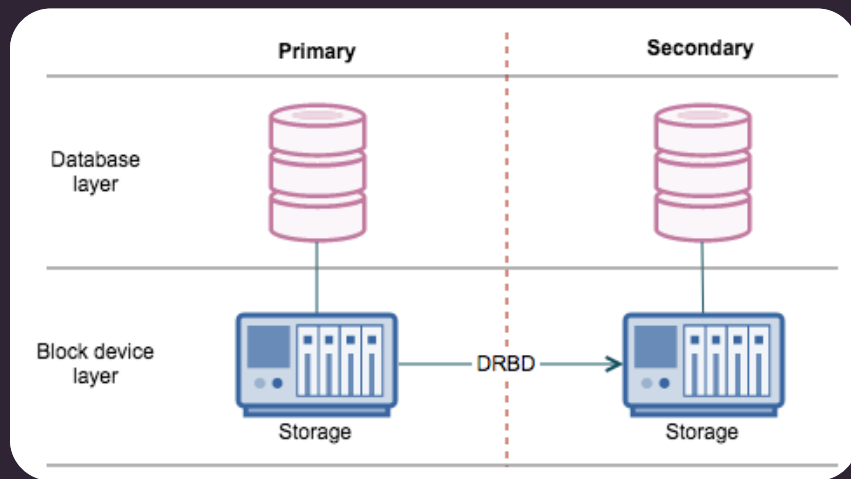 Primary
Secondary
Database
layer
Block device
layer
DRBD
Storage
Storage